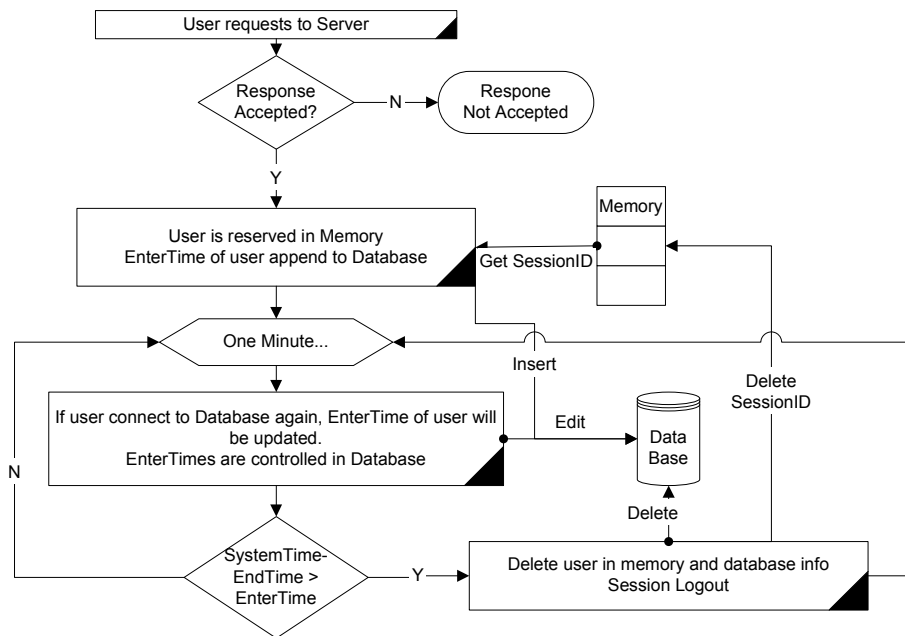 User requests to Server
Response
Accepted?
N
Respone
Not Accepted
Y
Memory
User is reserved in Memory
EnterTime of user append to Database
Get SessionID
One Minute...
Insert
Delete
SessionID
If user connect to Database again, EnterTime of user will
be updated.
EnterTimes are controlled in Database
Edit
Data
Base
N
Delete
SystemTime-
EndTime >
EnterTime
Y
Delete user in memory and database info
Session Logout